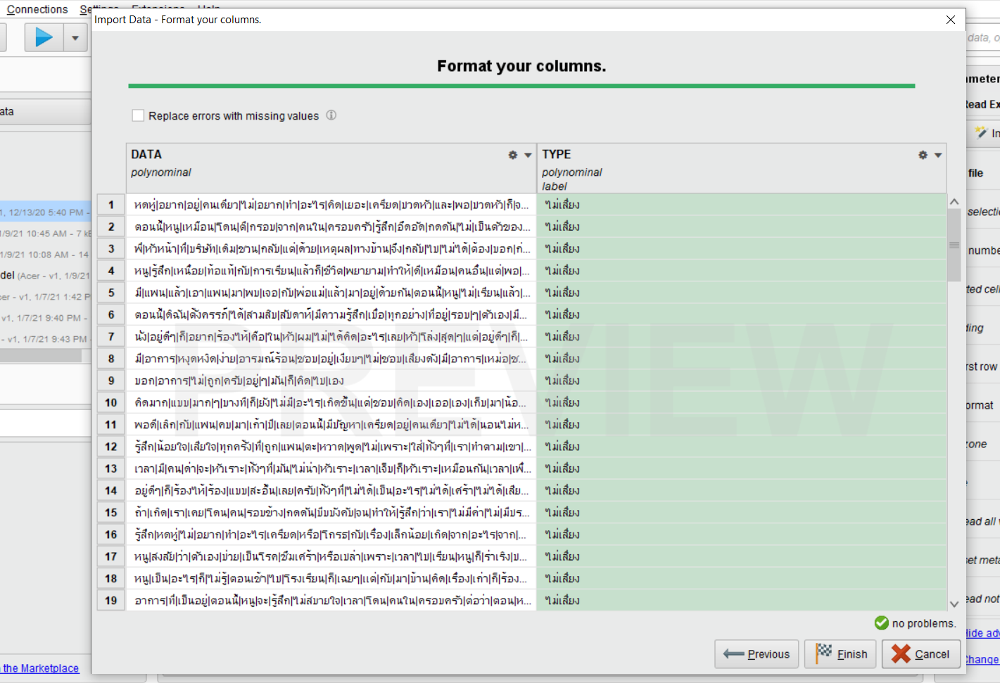 Connections
Import Data - Format your columns.
data, o
Format your columns.
ata
Replace errors with missing values
DATA
polynominal
TYPE
polynominal
label
1 หดหู่|อยาก|อยู่|คนเดียว|ไม่|อยาก|ทำ|อะไร|คิด|เยอะ|เครียด|ปวดหัว|และ|พอ|ปวดหัว|ก็|จ... ไม่เสี่ยง
2 ตอนนี้|หนู|เหมือน|โดน|ตี|กรอบ|จาก|คนใน|ครอบครัว|รู้สึก|อึดอัด|กดดัน|ไม่|เป็นตัวของ... ไม่เสี่ยง
3 พี่|หัวหน้า|ที่|บริษัท|เดิม|ชวน|กลับ|แต่|ด้วย|เหตุผล|ทางบ้าน|จึง|กลับ|ไป|ไม่ได้|ต้อง|บอก|ก่... ไม่เสี่ยง
4 หนู|รู้สึก|เหนื่อย|ท้อแท้|กับ|การเรียน|แล้วก็|ชีวิต|พยายาม|ทำให้|ดี|เหมือน|คนอื่น|แต่|พอ|... ไม่เสี่ยง
5 มี|แฟน|แล้ว|เอา|แฟน|มา|พบ|เจอ|กับ|พ่อแม่|แล้ว|มา|อยู่|ด้วยกัน|ตอนนี้|หนู|ไม่|เรียน|แล้ว|... ไม่เสี่ยง
6 ตอนนี้|ดิฉัน|ตั้งครรภ์|ได้|สามสิบ|สัปดาห์|มีความรู้สึก|เบื่อ|ทุกอย่าง|ที่อยู่|รอบ|ๆ|ตัวเอง|มี... ไม่เสี่ยง
7 นั่ง|อยู่ดีๆ|ก็|อยาก|ร้องไห้|คือ|ใน|หัว|ผม|ไม่|ได้คิด|อะไร|เลย|หัว|โล่ง|สุด|ๆ|แต่|อยู่ดีๆ|ก็|... ไม่เสี่ยง
8 มี|อาการ|หงุดหงิด|ง่าย|อารมณ์ร้อน|ชอบ|อยู่|เงียบๆ|ไม่|ชอบ|เสียงดัง|มี|อาการ|เหม่อ|ช... ไม่เสี่ยง
9 บอก|อาการ|ไม่|ถูก|ครับ|อยู่|ๆ|มัน|ก็|คิด|ไป|เอง ไม่เสี่ยง
10 คิดมาก|แบบ|มาก|ๆ|บางที|ก็|ยัง|ไม่มี|อะไร|เกิดขึ้น|แต่|ชอบ|คิด|เอง|เออ|เอง|เก็บ|มา|น้อ... ไม่เสี่ยง
11 พอดี|เลิก|กับ|แฟน|คบ|มา|เก้า|ปี|เลย|ตอนนี้|มีปัญหา|เครียด|อยู่|คนเดียว|ไม่ได้|นอนไม่ห... ไม่เสี่ยง
12 รู้สึก|น้อยใจ|เสียใจ|ทุกครั้ง|ที่|ถูก|แฟน|ตะ|หวาด|พูด|ไม่|เพราะ|ใส่|ทั้งๆที่|เรา|ทำตาม|เขา|... ไม่เสี่ยง
13 เวลา|มี|คน|ด่า|จะ|หัวเราะ|ทั้งๆที่|มัน|ไม่น่า|หัวเราะ|เวลา|เจ็บ|ก็|หัวเราะ|เหมือนกัน|เวลา|เพื่... ไม่เสี่ยง
14 อยู่ดีๆ|ก็|ร้องไห้|ร้อง|แบบ|สะอื้น|เลย|ครับ|ทั้งๆที่|ไม่ได้|เป็น|อะไร|ไม่ได้|เศร้า|ไม่ได้|เสีย... ไม่เสี่ยง
15 ถ้า|เกิด|เรา|เคย|โดน|คน|รอบข้าง|กดดัน|บีบบังคับ|จน|ทำให้|รู้สึก|ว่า|เรา|ไม่มีค่า|ไม่|มีปร... ไม่เสี่ยง
16 รู้สึก|หดหู่|ไม่|อยาก|ทำ|อะไร|เครียด|หรือ|โกรธ|กับ|เรื่อง|เล็กน้อย|เกิด|จาก|อะไร|จาก|... ไม่เสี่ยง
17 หนู|สงสัย|ว่า|ตัวเอง|ป่วย|เป็นโรค|ซึมเศร้า|หรือเปล่า|เพราะ|เวลา|ไป|เรียน|หนู|ก็|ร่าเริง|ป... ไม่เสี่ยง
18 หนู|เป็น|อะไร|ก็|ไม่รู้|ตอนเช้า|ไป|โรงเรียน|ก็|เฉยๆ|แต่|กับ|มา|บ้าน|คิด|เรื่อง|เก่า|ก็|ร้อง... ไม่เสี่ยง
19 อาการ|ที่|เป็นอยู่|ตอนนี้|หนู|จะ|รู้สึก|ไม่สบายใจ|เวลา|โดน|คนใน|ครอบครัว|ต่อว่า|ตอน|ห... ไม่เสี่ยง
PREVIEW
no problems.
Previous
Finish
Cancel
1, 12/13/20 5:40 PM -
1/9/21 10:45 AM - 7 k
1/9/21 10:08 AM - 14
del (Acer - v1, 1/9/21
cer - v1, 1/7/21 1:42 P
v1, 1/7/21 9:40 PM -
- v1, 1/7/21 9:43 PM
the Marketplace
ameter
Read Ex
In
file
selecti
numbe
ted cell
ding
rst row
ormat
zone
ead all
set meta
ead not
Hide adv
Change